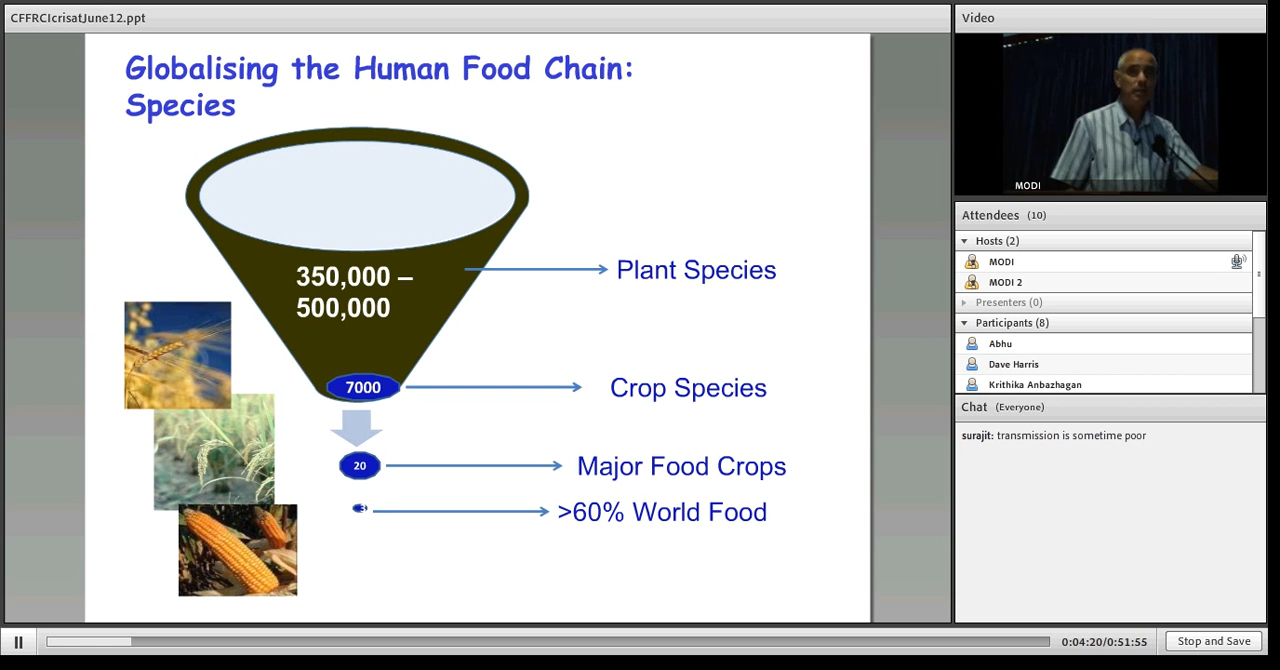 CFFRCIcrisatJune12.ppt
Globalising the Human Food Chain:
Species
350,000 –
500,000
Plant Species
7000
Crop Species
20
Major Food Crops
3
>60% World Food
Video
MODI
Attendees (10)
Hosts (2)
MODI
MODI 2
Presenters (0)
Participants (8)
Abhu
Dave Harris
Krithika Anbazhagan
Chat (Everyone)
surajit: transmission is sometime poor
0:04:20/0:51:55
Stop and Save